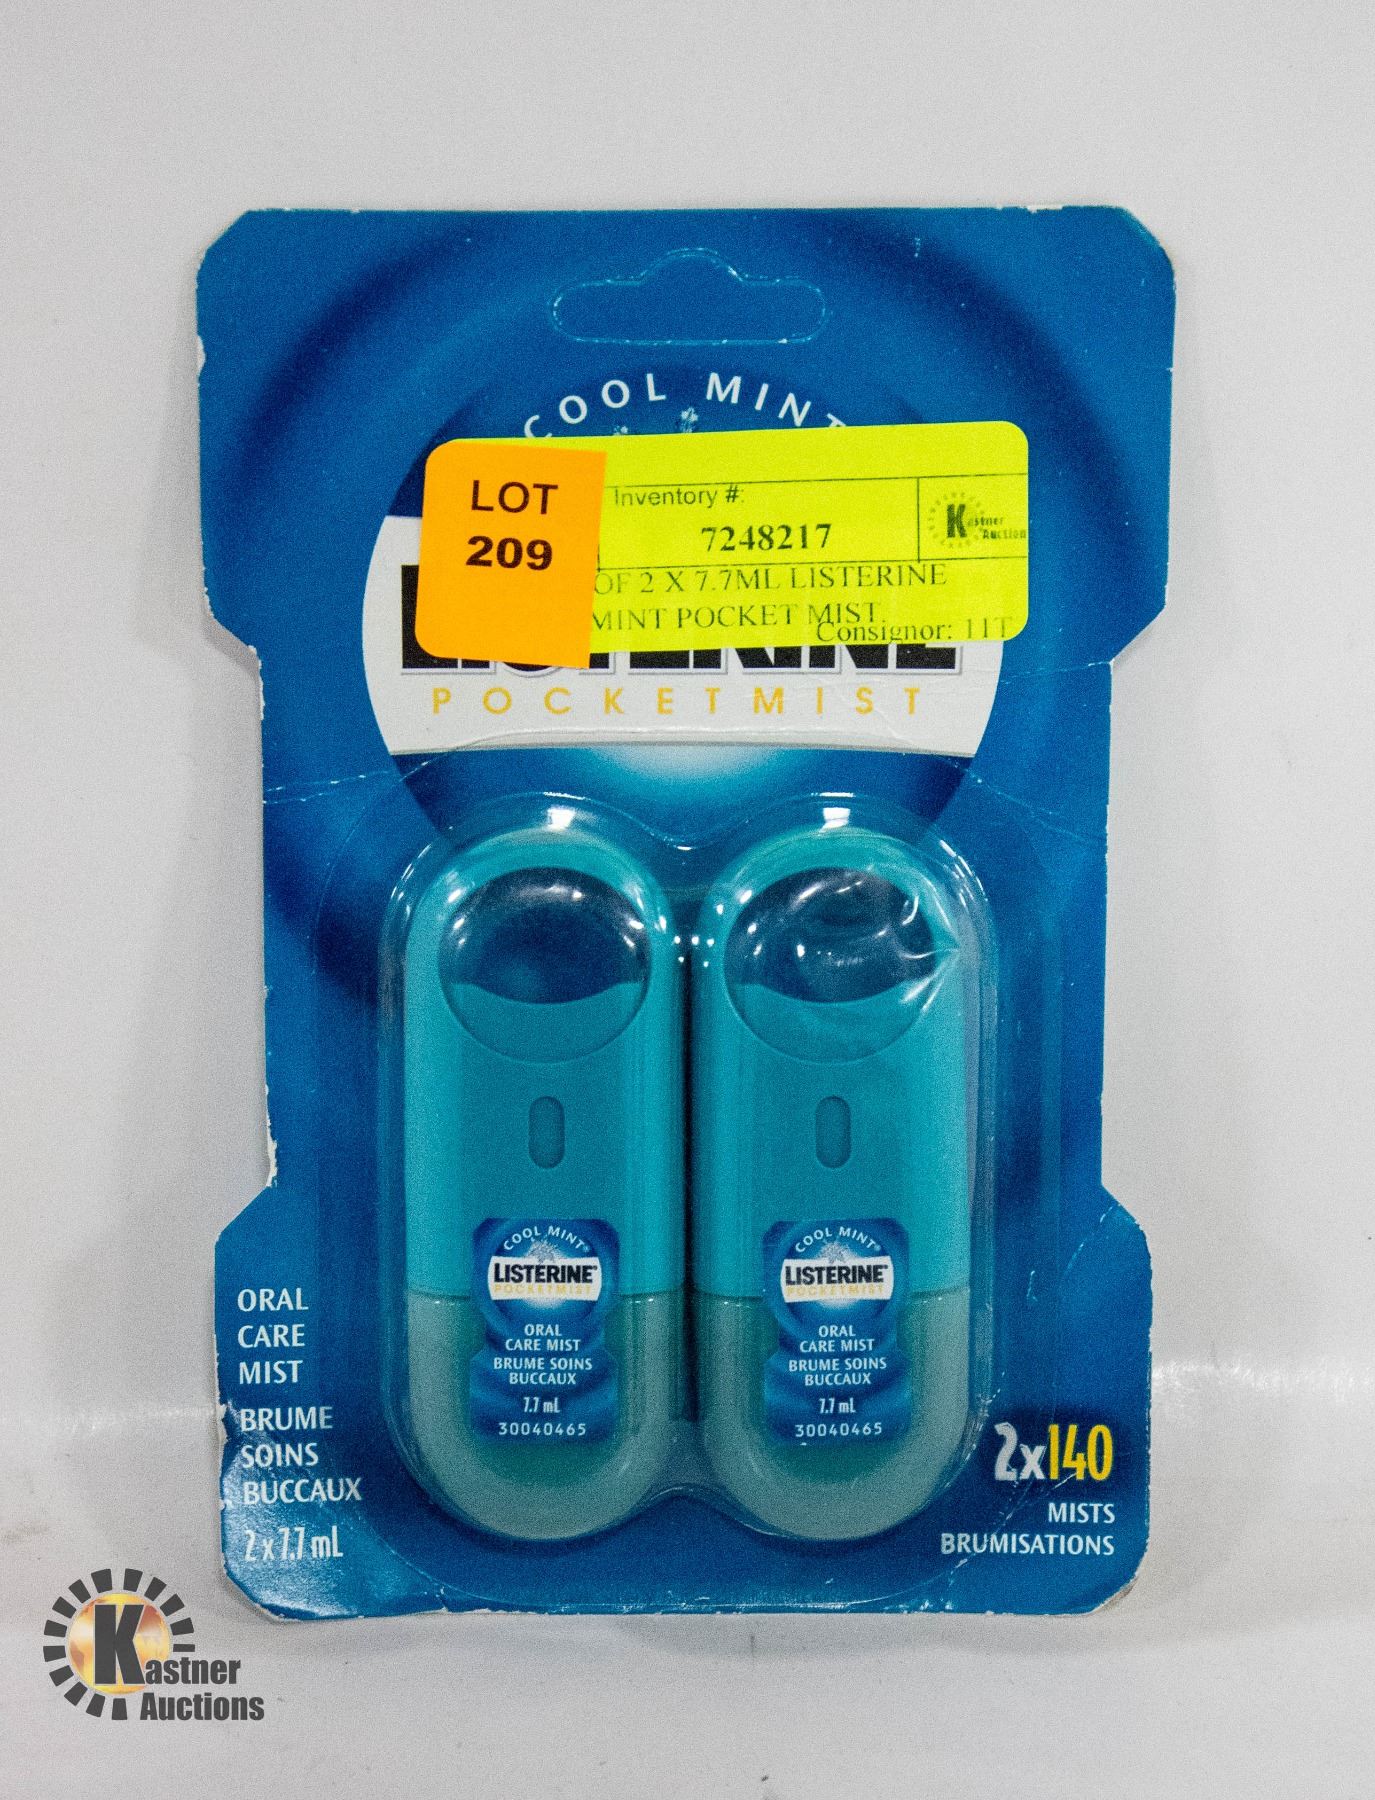 COOL MINT
LOT
209
Inventory #:
7248217
Kastner
Auction
OF 2 X 7.7ML LISTERINE
MINT POCKET MIST.
Consignor: 11T
LISTERINE
POCKETMIST
COOL MINT®
LISTERINE®
POCKETMIST
ORAL
CARE MIST
BRUME SOINS
BUCCAUX
7.7 mL
30040465
COOL MINT®
LISTERINE®
POCKETMIST
ORAL
CARE MIST
BRUME SOINS
BUCCAUX
7.7 mL
30040465
ORAL
CARE
MIST
BRUME
SOINS
BUCCAUX
2 x 7.7 mL
2x140
MISTS
BRUMISATIONS
Kastner
Auctions